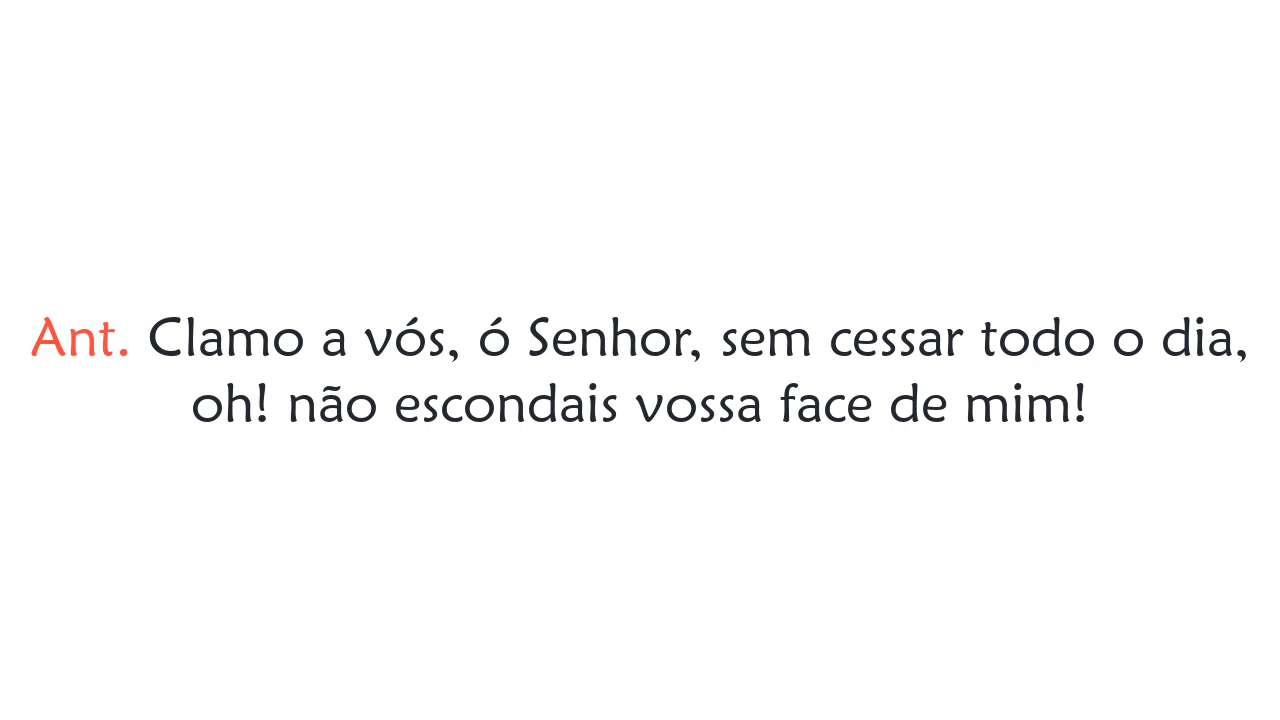 Ant. Clamo a vós, ó Senhor, sem cessar todo o dia,
oh! não escondais vossa face de mim!